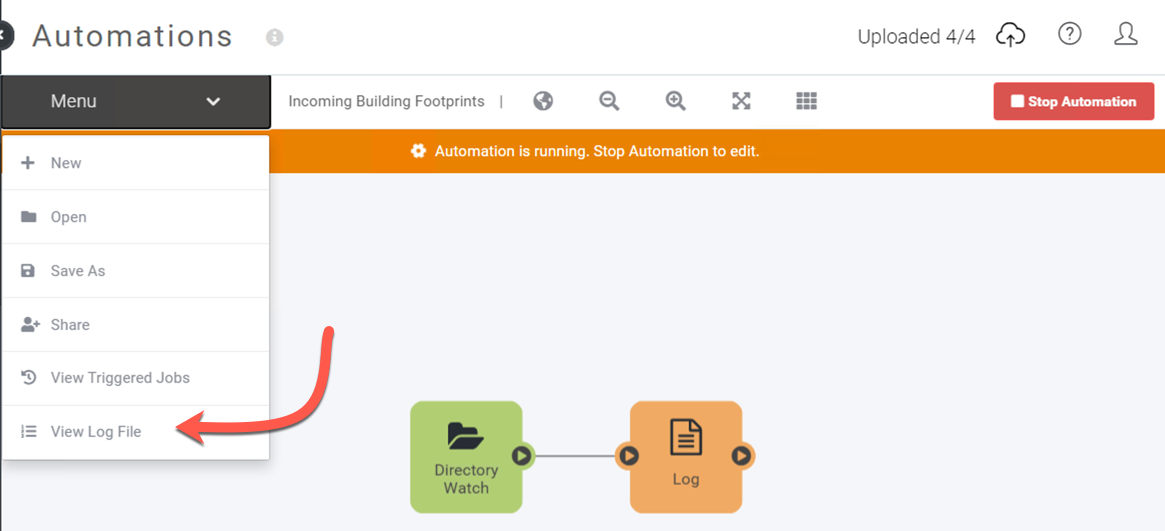 Automations
Uploaded 4/4
Menu
Incoming Building Footprints |
Stop Automation
Automation is running. Stop Automation to edit.
New
Open
Save As
Share
View Triggered Jobs
View Log File
Directory
Watch
Log